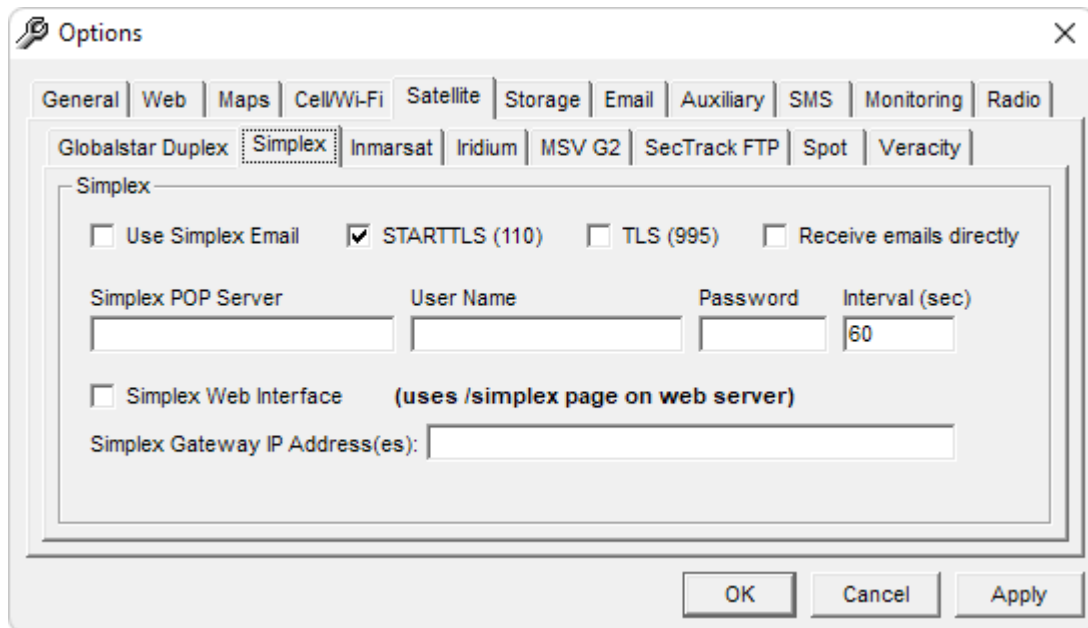 Options
General Web Maps Cell/Wi-Fi Satellite Storage Email Auxiliary SMS Monitoring Radio
Globalstar Duplex Simplex Inmarsat Iridium MSV G2 SecTrack FTP Spot Veracity
Simplex
Use Simplex Email STARTTLS (110) TLS (995) Receive emails directly
Simplex POP Server User Name Password Interval (sec)
60
Simplex Web Interface (uses /simplex page on web server)
Simplex Gateway IP Address(es):
OK Cancel Apply